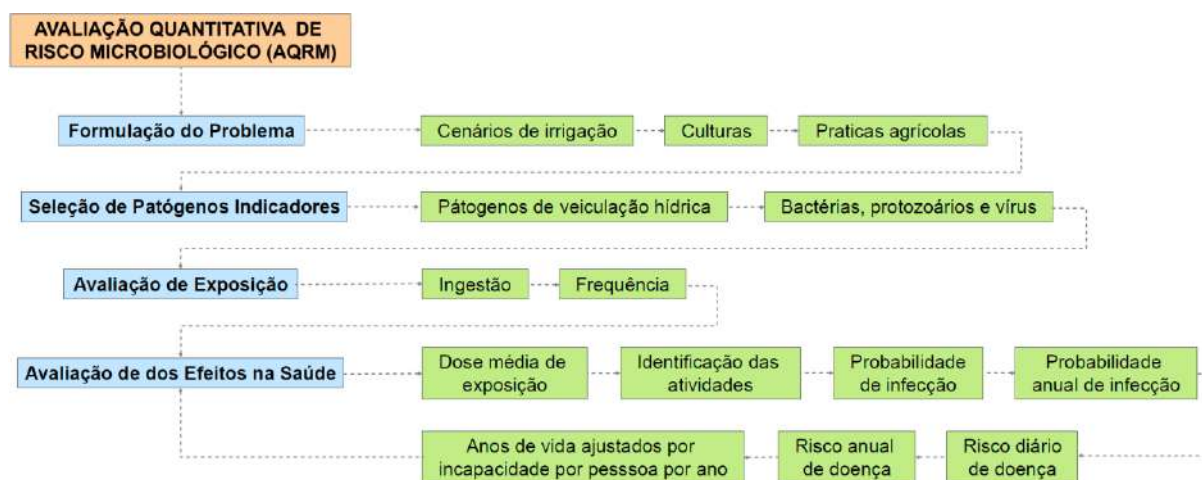 AVALIAÇÃO QUANTITATIVA DE
RISCO MICROBIOLÓGICO (AQRM)
Formulação do Problema
Cenários de irrigação
Culturas
Praticas agrícolas
Seleção de Patógenos Indicadores
Pátogenos de veiculação hídrica
Bactérias, protozoários e vírus
Avaliação de Exposição
Ingestão
Frequência
Avaliação de dos Efeitos na Saúde
Dose média de
exposição
Identificação das
atividades
Probabilidade
de infecção
Probabilidade
anual de infecção
Risco diário
de doença
Risco anual
de doença
Anos de vida ajustados por
incapacidade por pesssoa por ano